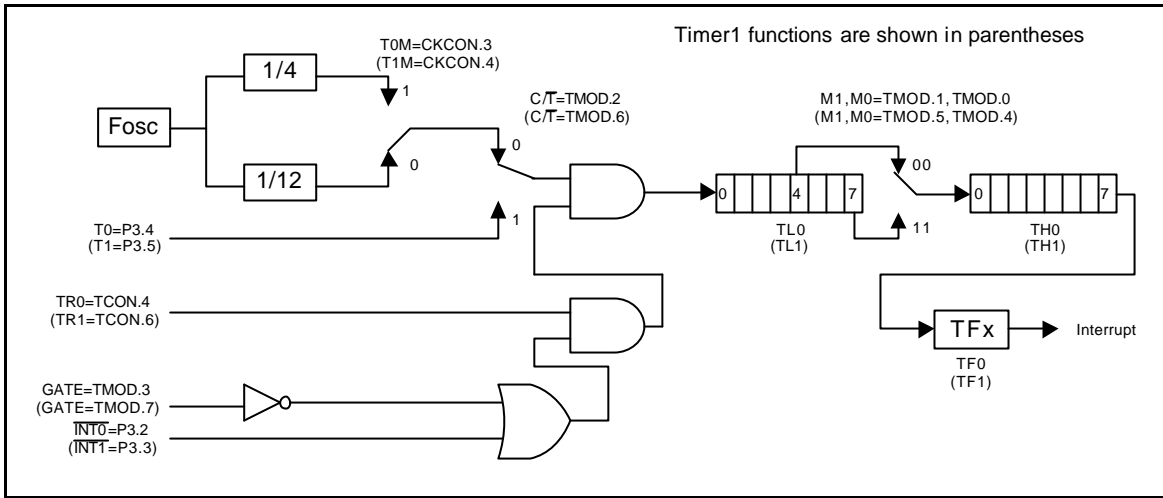 Timer1 functions are shown in parentheses
T0M=CKCON.3
(T1M=CKCON.4)
1/4
1
Fosc
C/T̅=TMOD.2
(C/T̅=TMOD.6)
M1,M0=TMOD.1,TMOD.0
(M1,M0=TMOD.5,TMOD.4)
0
0
00
1/12
0
4
7
0
7
T0=P3.4
(T1=P3.5)
1
11
TL0
(TL1)
TH0
(TH1)
TR0=TCON.4
(TR1=TCON.6)
TFx
Interrupt
TF0
(TF1)
GATE=TMOD.3
(GATE=TMOD.7)
I̅N̅T̅0̅=P3.2
(I̅N̅T̅1̅=P3.3)